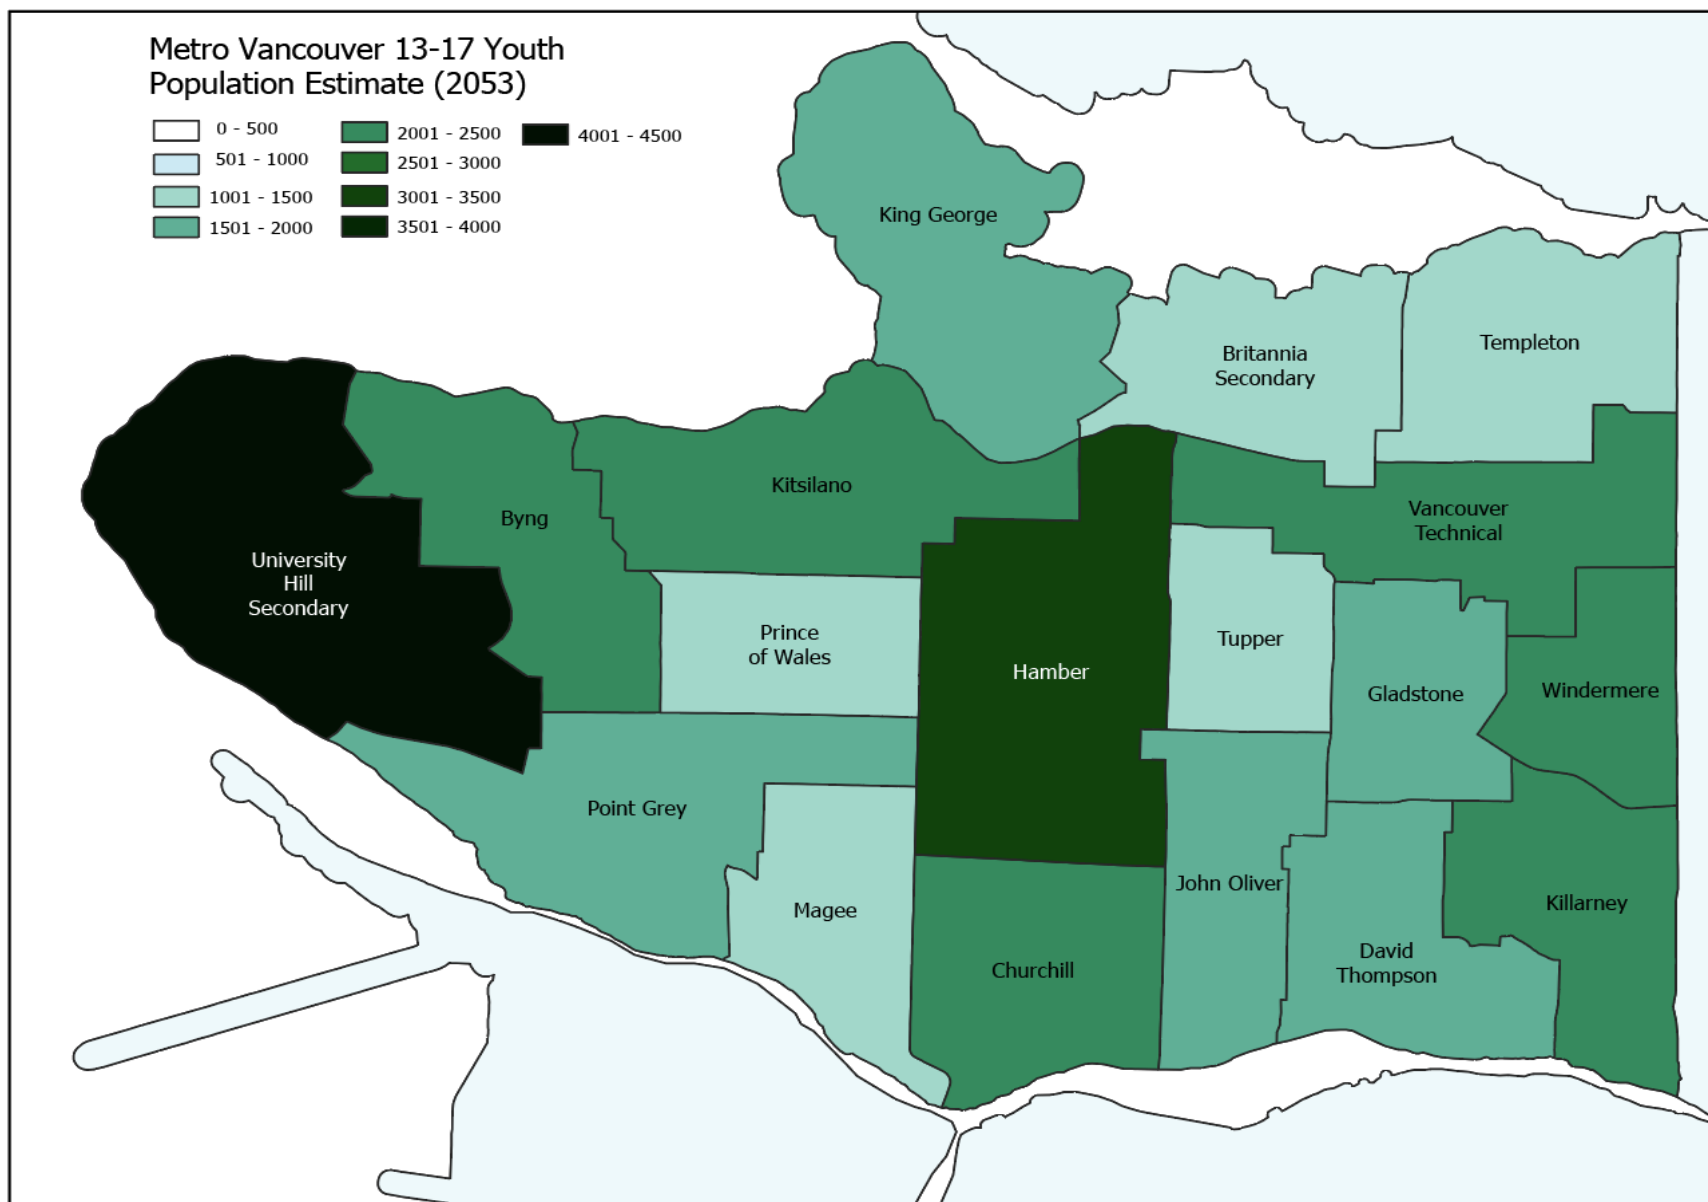 Metro Vancouver 13-17 Youth
Population Estimate (2053)
0 - 500
501 - 1000
1001 - 1500
1501 - 2000
2001 - 2500
2501 - 3000
3001 - 3500
3501 - 4000
4001 - 4500
King George
Templeton
Britannia
Secondary
Kitsilano
Byng
Vancouver
Technical
University
Hill
Secondary
Prince
of Wales
Tupper
Hamber
Gladstone
Windermere
Point Grey
John Oliver
Magee
Killarney
Churchill
David
Thompson